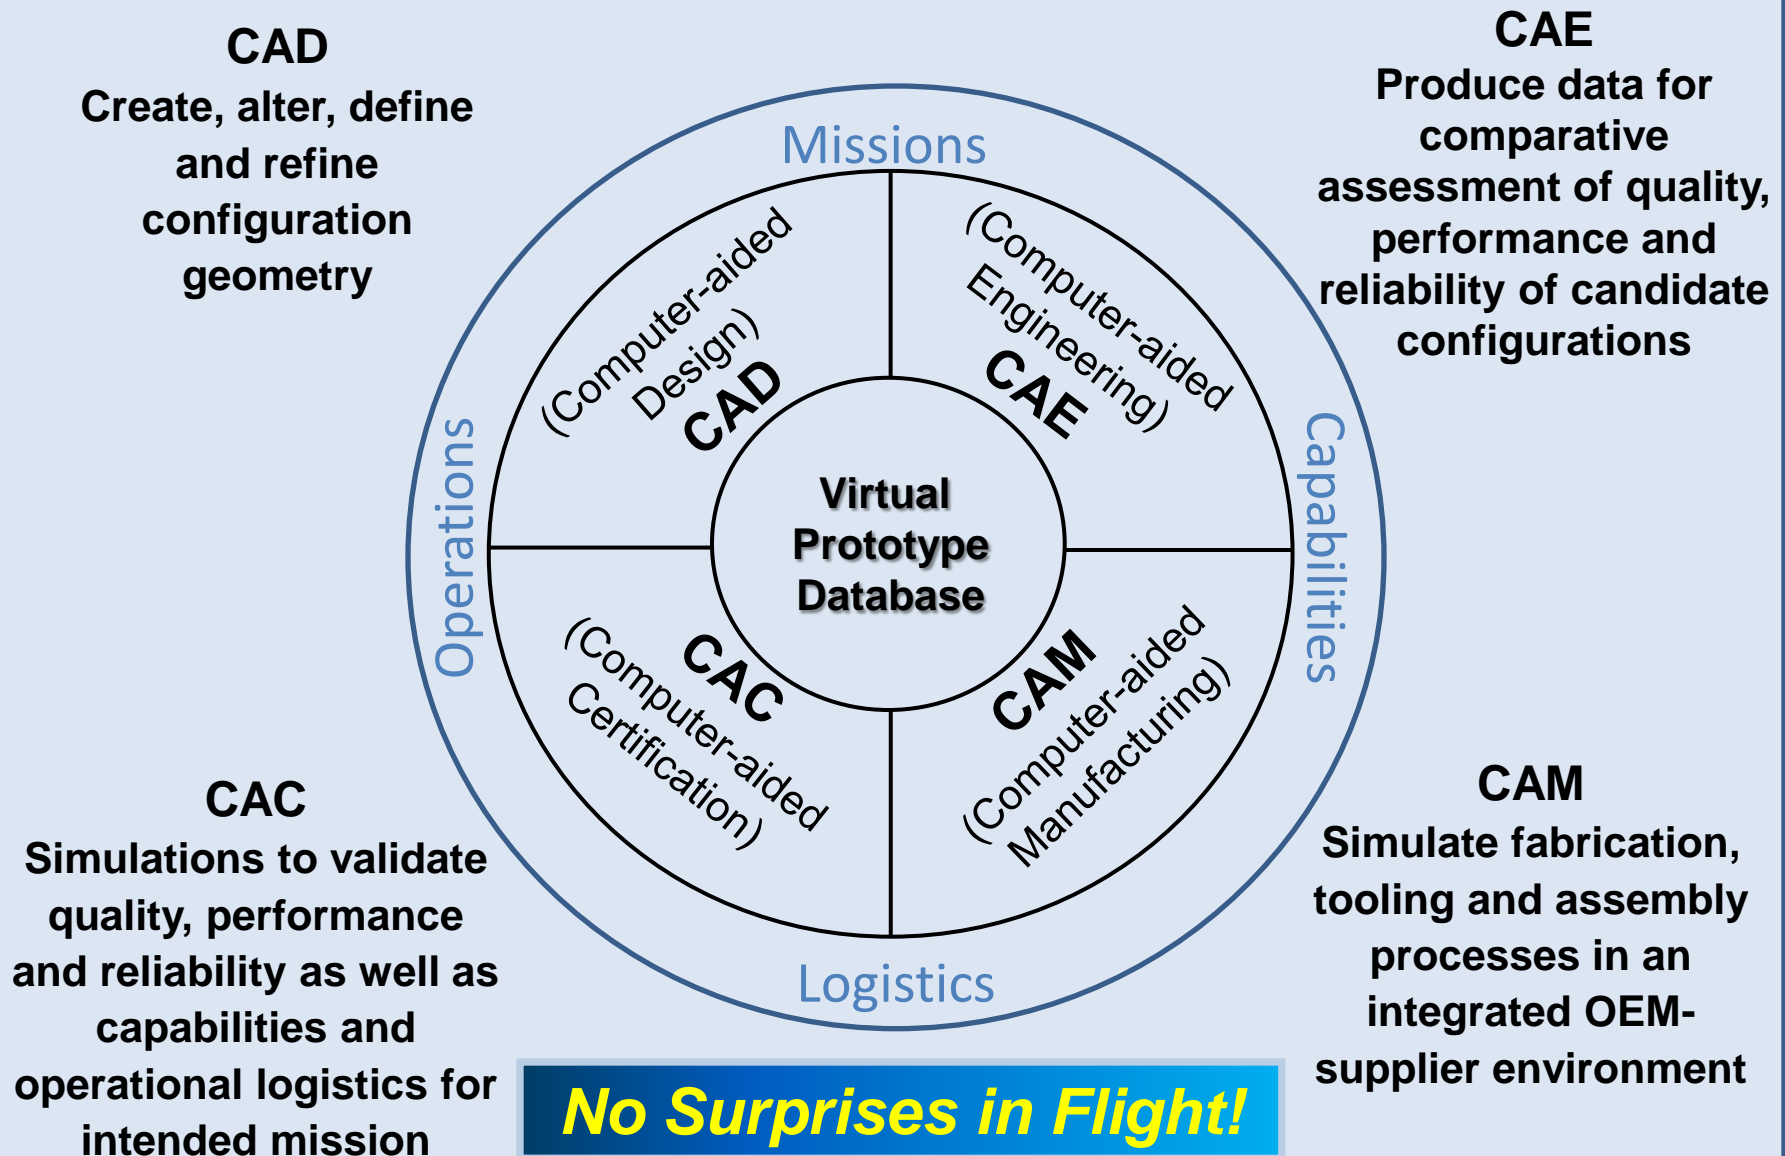 CAD
Create, alter, define
and refine
configuration
geometry
CAE
Produce data for
comparative
assessment of quality,
performance and
reliability of candidate
configurations
Missions
(Computer-aided
Design)
CAD
(Computer-aided
Engineering)
CAE
Operations
Capabilities
Virtual
Prototype
Database
CAC
(Computer-aided
Certification)
CAM
(Computer-aided
Manufacturing)
Logistics
CAC
Simulations to validate
quality, performance
and reliability as well as
capabilities and
operational logistics for
intended mission
CAM
Simulate fabrication,
tooling and assembly
processes in an
integrated OEM-
supplier environment
No Surprises in Flight!